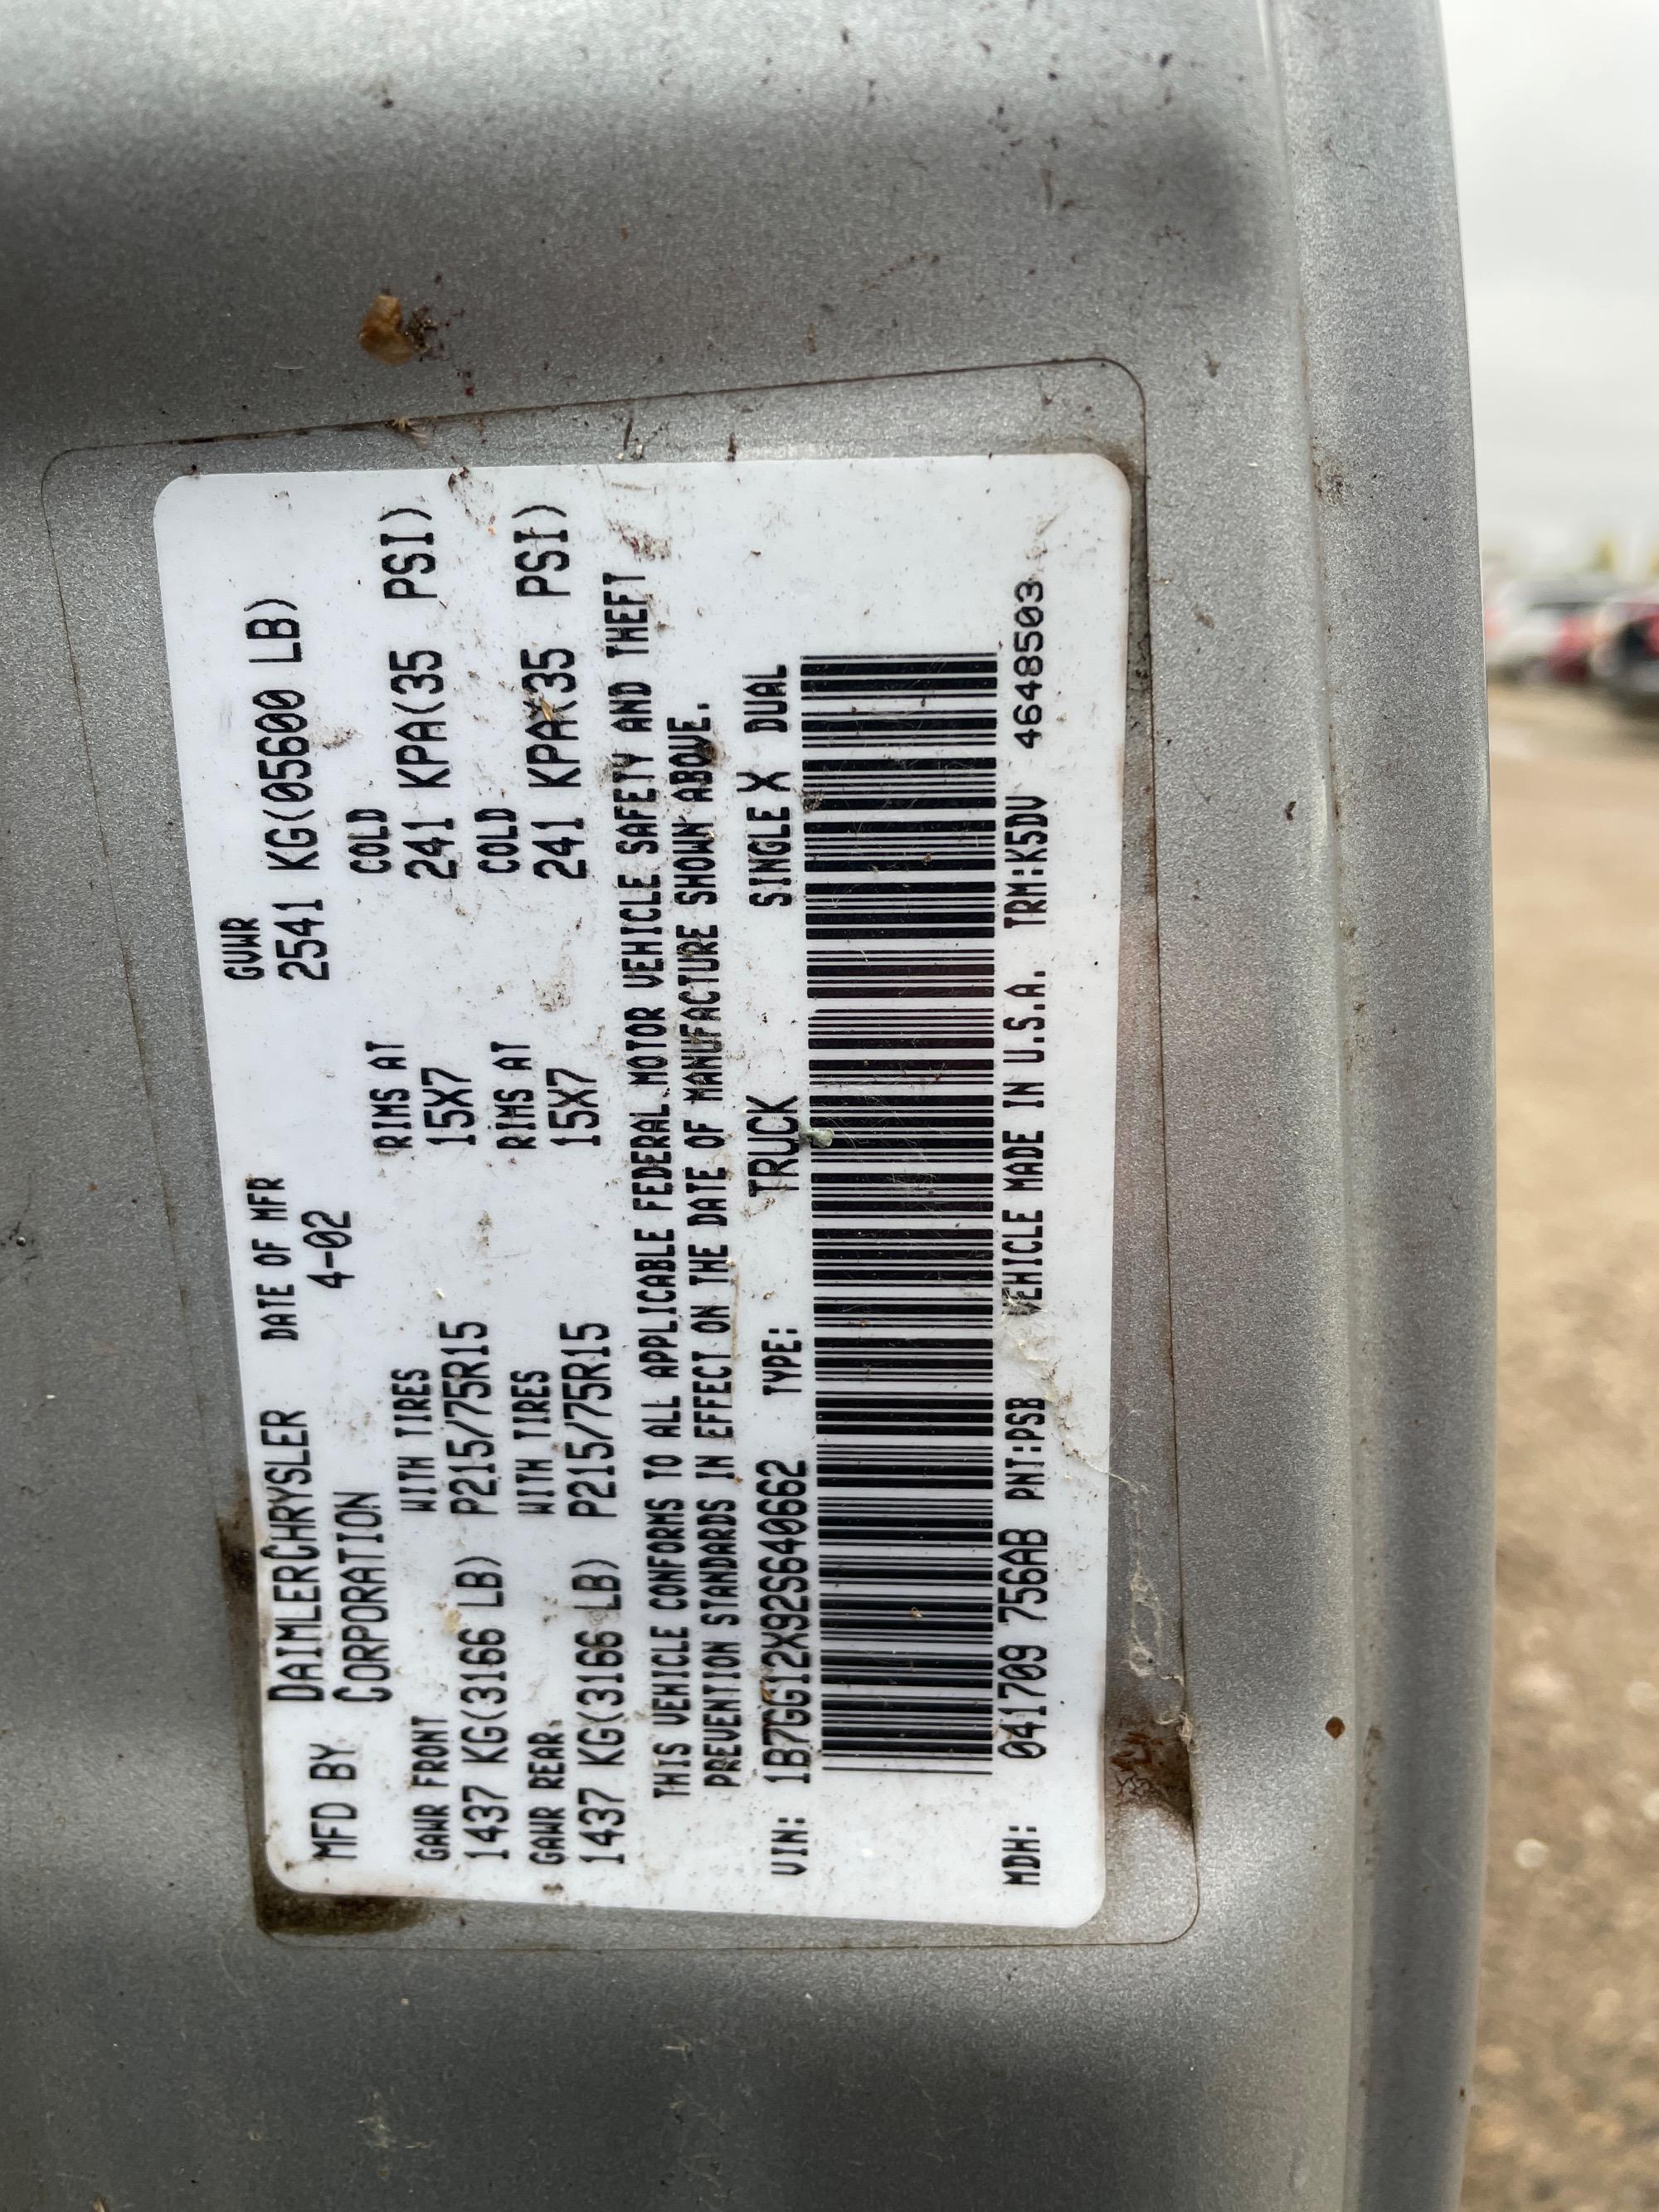 MFD BY DAIMLERCHRYSLER CORPORATION DATE OF MFR 4-02 GVWR 2541 KG(05600 LB)
GAWR FRONT WITH TIRES RIMS AT COLD
1437 KG(3166 LB) P215/75R15 15X7 241 KPA(35 PSI)
GAWR REAR WITH TIRES RIMS AT COLD
1437 KG(3166 LB) P215/75R15 15X7 241 KPA(35 PSI)
THIS VEHICLE CONFORMS TO ALL APPLICABLE FEDERAL MOTOR VEHICLE SAFETY AND THEFT
PREVENTION STANDARDS IN EFFECT ON THE DATE OF MANUFACTURE SHOWN ABOVE.
VIN: 1B7GG12X92S640662 TYPE: TRUCK SINGLE X DUAL
MDH: 041709 756AB PNT:PSB VEHICLE MADE IN U.S.A. TRM:K5DV 4648503